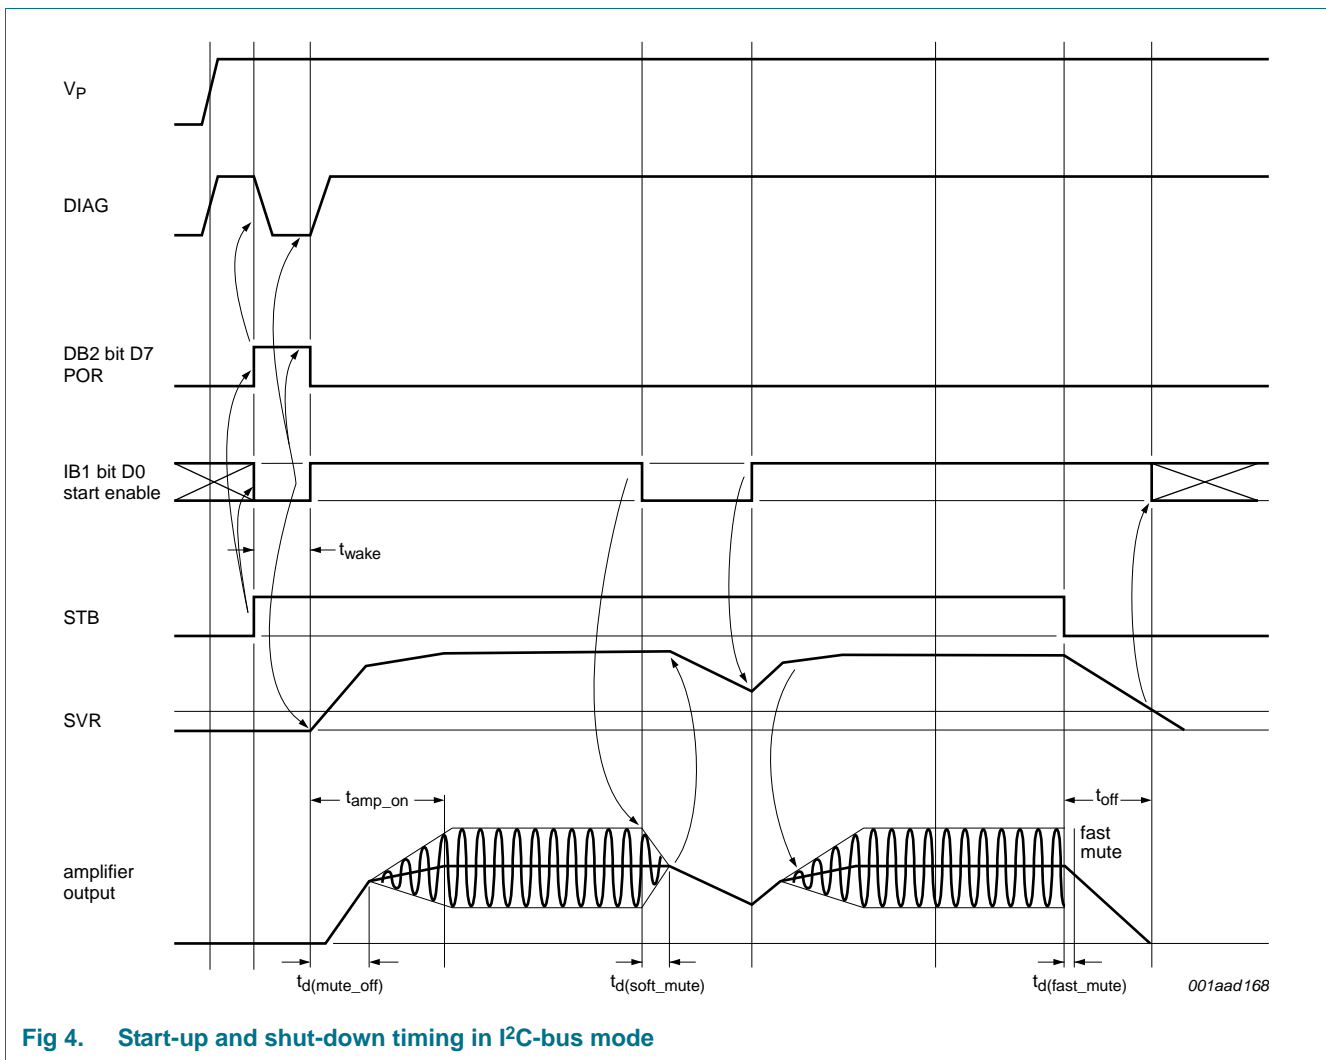 VP
DIAG
DB2 bit D7
POR
IB1 bit D0
start enable
twake
STB
SVR
tamp_on
toff
fast
mute
amplifier
output
td(mute_off)
td(soft_mute)
td(fast_mute)
001aad168
Fig 4. Start-up and shut-down timing in I²C-bus mode